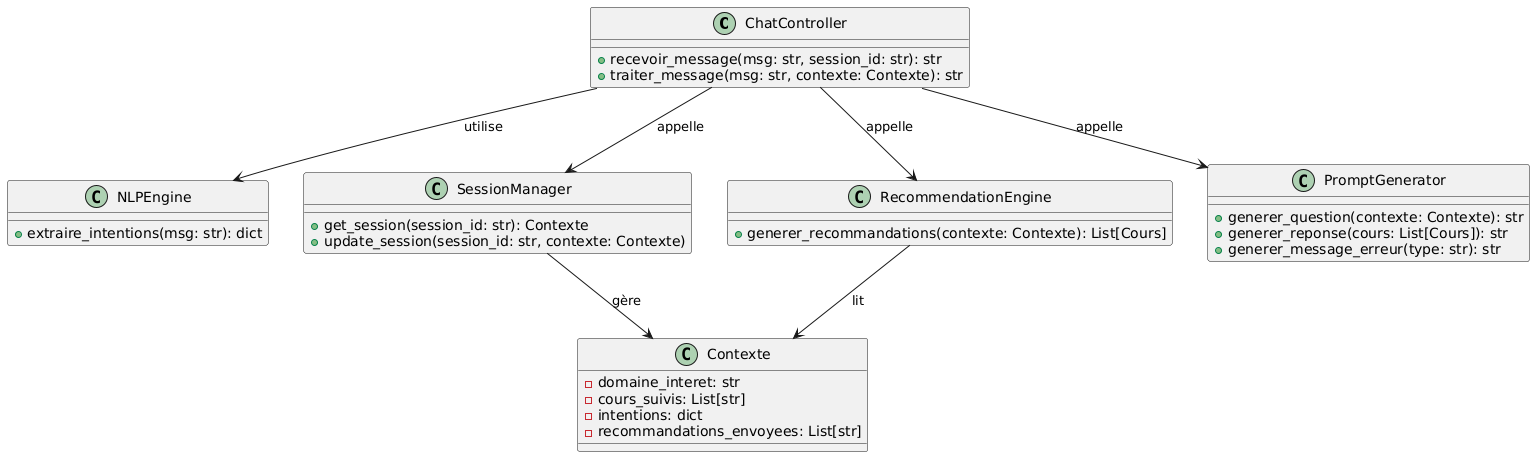 C ChatController
recevoir_message(msg: str, session_id: str): str
traiter_message(msg: str, contexte: Contexte): str
utilise
appelle
appelle
appelle
C NLPEngine
extraire_intentions(msg: str): dict
C SessionManager
get_session(session_id: str): Contexte
update_session(session_id: str, contexte: Contexte)
C RecommendationEngine
generer_recommandations(contexte: Contexte): List[Cours]
C PromptGenerator
generer_question(contexte: Contexte): str
generer_reponse(cours: List[Cours]): str
generer_message_erreur(type: str): str
gère
lit
C Contexte
domaine_interet: str
cours_suivis: List[str]
intentions: dict
recommandations_envoyees: List[str]